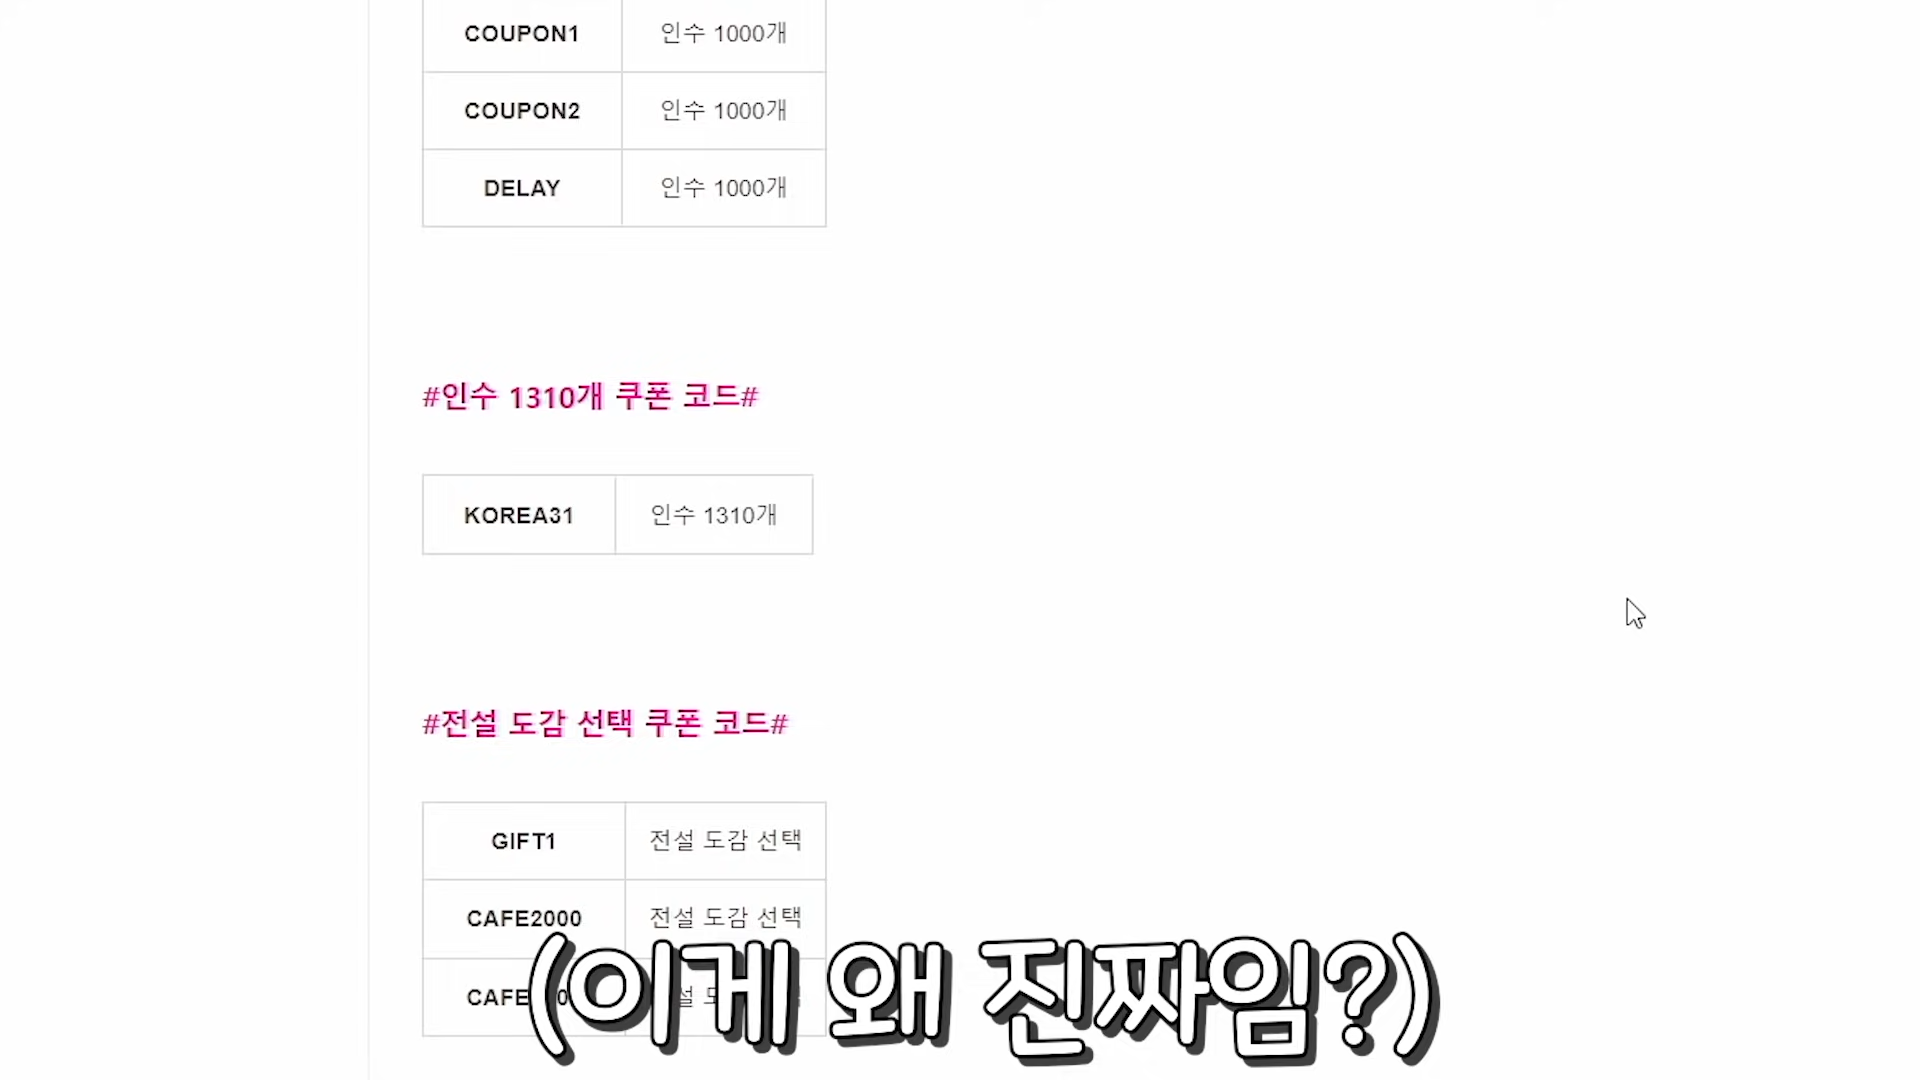 COUPON1 인수 1000개
COUPON2 인수 1000개
DELAY 인수 1000개
#인수 1310개 쿠폰 코드#
KOREA31 인수 1310개
#전설 도감 선택 쿠폰 코드#
GIFT1 전설 도감 선택
CAFE2000 전설 도감 선택
(이게 왜 진짜임?)